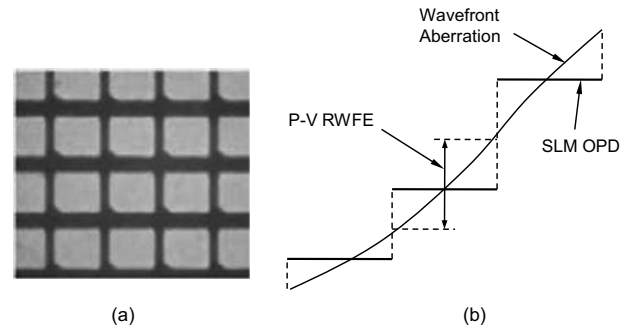 Wavefront
Aberration
P-V RWFE
SLM OPD
(a)
(b)